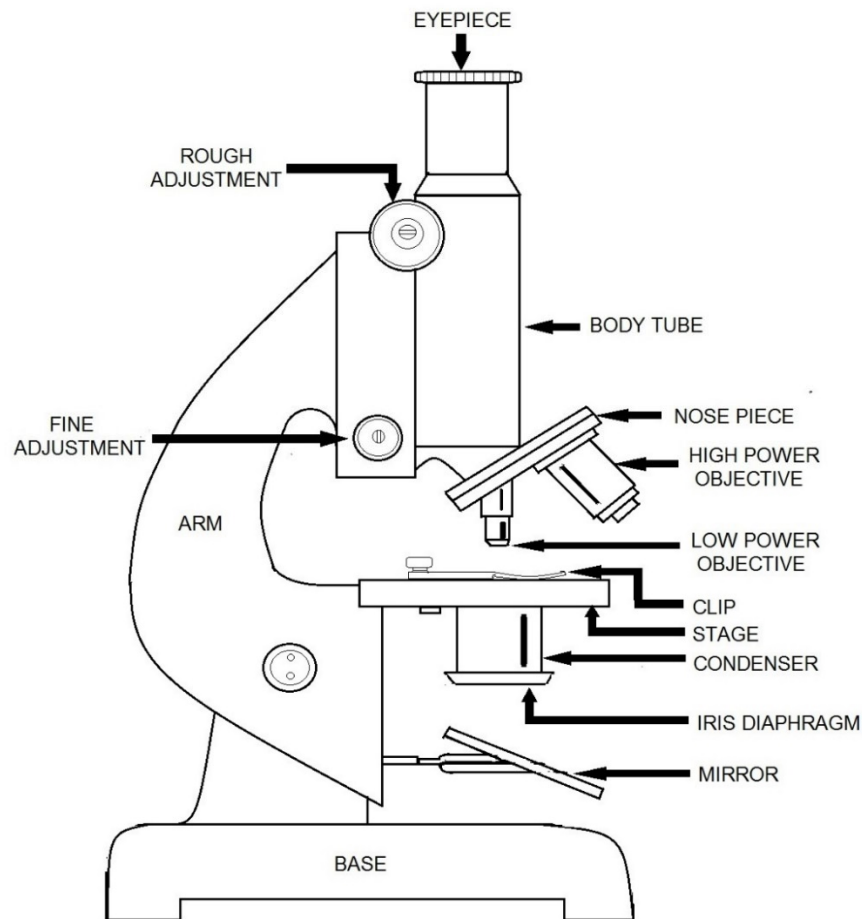 EYEPIECE
ROUGH
ADJUSTMENT
BODY TUBE
NOSE PIECE
FINE
ADJUSTMENT
HIGH POWER
OBJECTIVE
ARM
LOW POWER
OBJECTIVE
CLIP
STAGE
CONDENSER
IRIS DIAPHRAGM
MIRROR
BASE